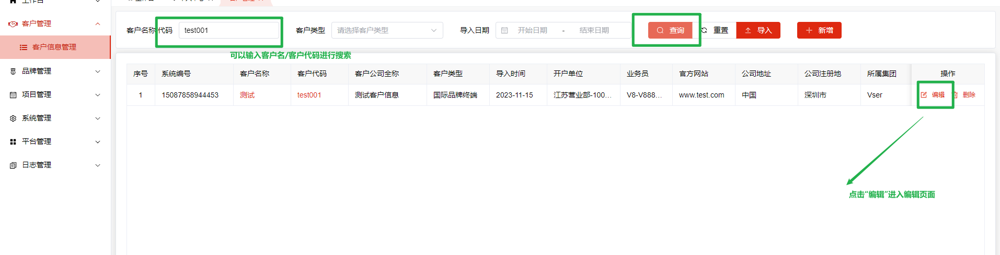 工作台
客户管理
客户信息管理
品牌管理
项目管理
系统管理
平台管理
日志管理
客户名称 代码 test001 客户类型 请选择客户类型 导入日期 开始日期 - 结束日期 查询 重置 导入 新增
可以输入客户名/客户代码进行搜索
序号 系统编号 客户名称 客户代码 客户公司全称 客户类型 导入时间 开户单位 业务员 官方网站 公司地址 公司注册地 所属集团 操作
1 15087858944453 测试 test001 测试客户信息 国际品牌终端 2023-11-15 江苏营业部-100... V8-V888... www.test.com 中国 深圳市 Vser 编辑 删除
点击“编辑”进入编辑页面